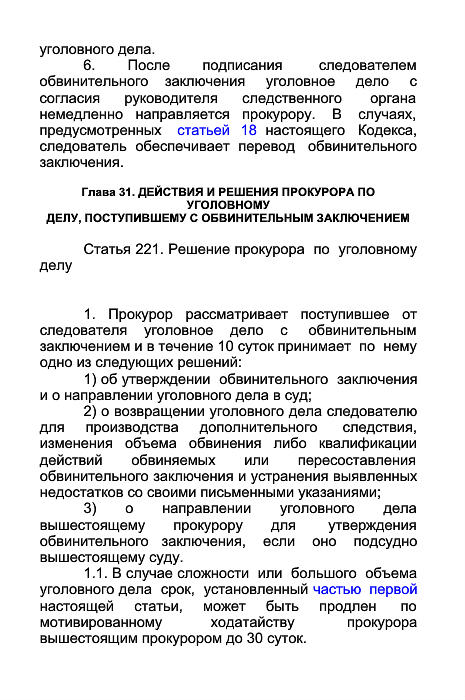 уголовного дела.
6. После подписания следователем
обвинительного заключения уголовное дело с
согласия руководителя следственного органа
немедленно направляется прокурору. В случаях,
предусмотренных статьей 18 настоящего Кодекса,
следователь обеспечивает перевод обвинительного
заключения.
Глава 31. ДЕЙСТВИЯ И РЕШЕНИЯ ПРОКУРОРА ПО
УГОЛОВНОМУ
ДЕЛУ, ПОСТУПИВШЕМУ С ОБВИНИТЕЛЬНЫМ ЗАКЛЮЧЕНИЕМ
Статья 221. Решение прокурора по уголовному
делу
1. Прокурор рассматривает поступившее от
следователя уголовное дело с обвинительным
заключением и в течение 10 суток принимает по нему
одно из следующих решений:
1) об утверждении обвинительного заключения
и о направлении уголовного дела в суд;
2) о возвращении уголовного дела следователю
для производства дополнительного следствия,
изменения объема обвинения либо квалификации
действий обвиняемых или пересоставления
обвинительного заключения и устранения выявленных
недостатков со своими письменными указаниями;
3) о направлении уголовного дела
вышестоящему прокурору для утверждения
обвинительного заключения, если оно подсудно
вышестоящему суду.
1.1. В случае сложности или большого объема
уголовного дела срок, установленный частью первой
настоящей статьи, может быть продлен по
мотивированному ходатайству прокурора
вышестоящим прокурором до 30 суток.